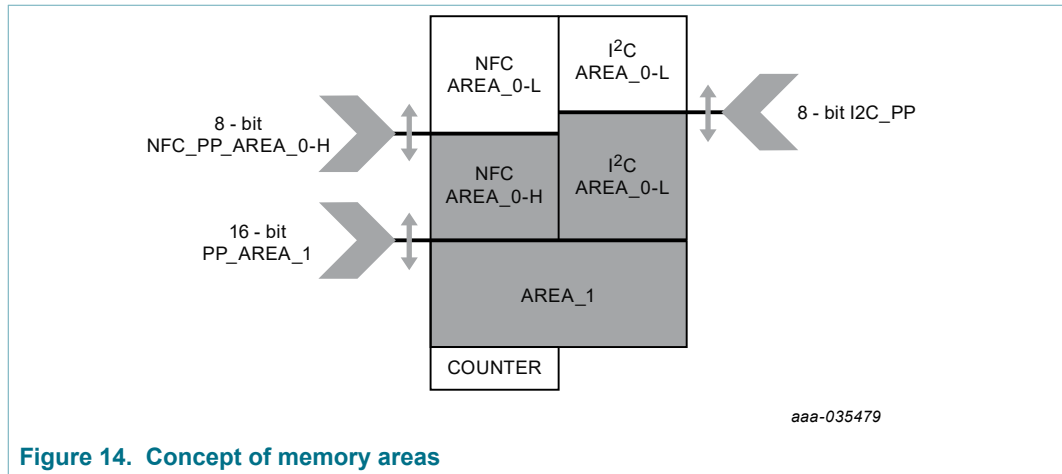 NFC
AREA_0-L
I²C
AREA_0-L
8 - bit
NFC_PP_AREA_0-H
8 - bit I2C_PP
NFC
AREA_0-H
I²C
AREA_0-L
16 - bit
PP_AREA_1
AREA_1
COUNTER
aaa-035479
Figure 14. Concept of memory areas